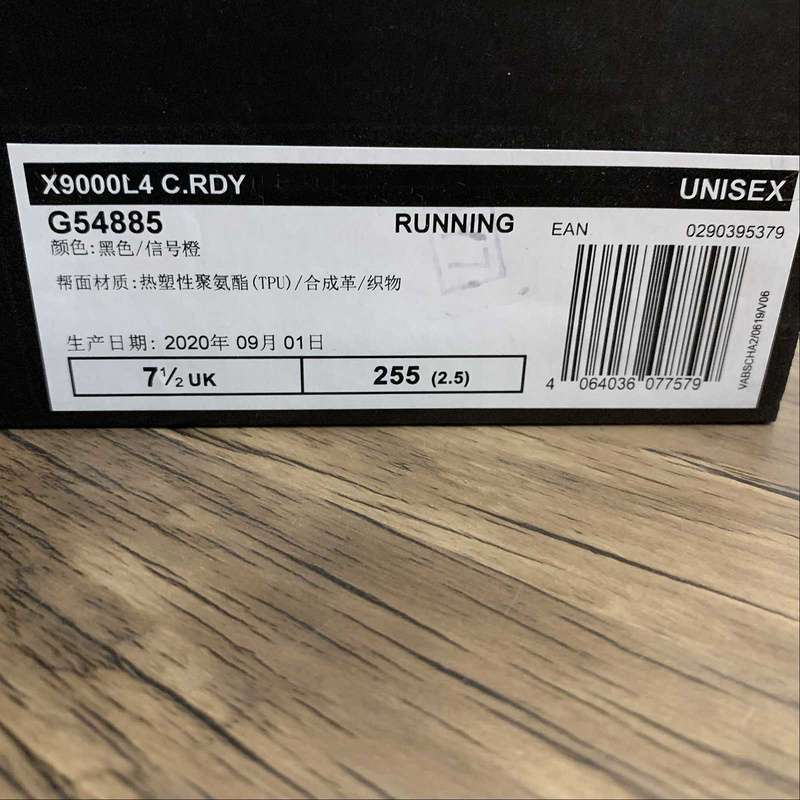 X9000L4 C.RDY
UNISEX
G54885
RUNNING
EAN
0290395379
颜色:黑色/信号橙
帮面材质:热塑性聚氨酯(TPU)/合成革/织物
生产日期: 2020年 09月 01日
7½ UK
255 (2.5)
4 064036 077579
VABSCHA2/0619/V06